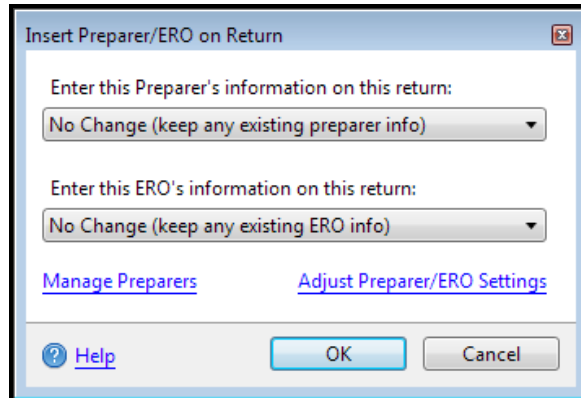 Insert Preparer/ERO on Return
Enter this Preparer's information on this return:
No Change (keep any existing preparer info)
Enter this ERO's information on this return:
No Change (keep any existing ERO info)
Manage Preparers Adjust Preparer/ERO Settings
Help OK Cancel